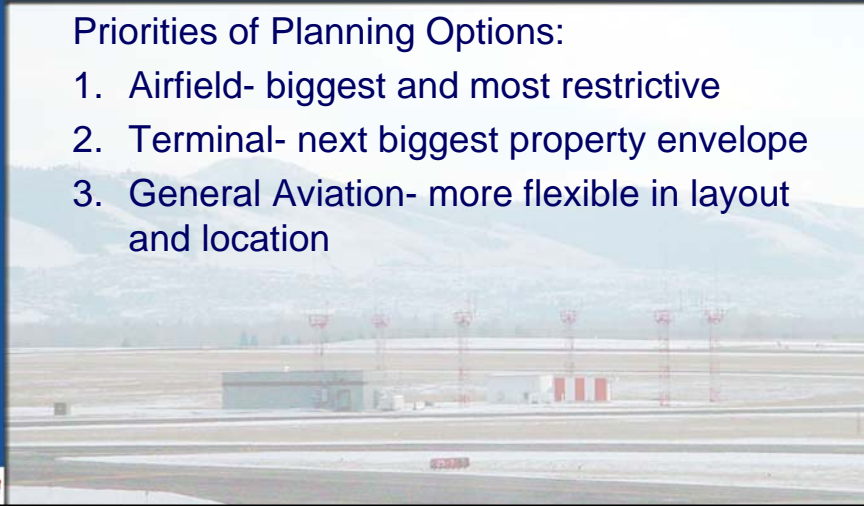 Priorities of Planning Options:
1. Airfield- biggest and most restrictive
2. Terminal- next biggest property envelope
3. General Aviation- more flexible in layout
and location